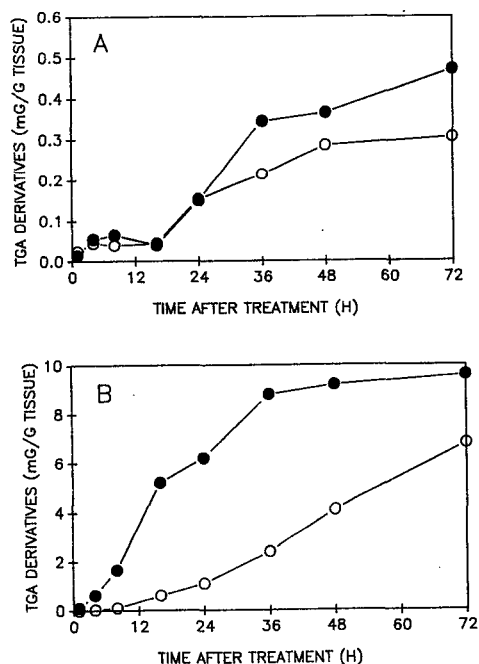 A
TGA DERIVATIVES (mG/G TISSUE)
0.6
0.5
0.4
0.3
0.2
0.1
0.0
0 12 24 36 48 60 72
TIME AFTER TREATMENT (H)
B
TGA DERIVATIVES (mG/G TISSUE)
10
8
6
4
2
0
0 12 24 36 48 60 72
TIME AFTER TREATMENT (H)